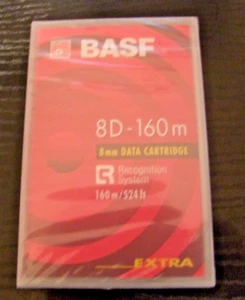 BASF
8D-160m
8mm DATA CARTRIDGE
R Recognition
System
160 m/524 ft
EXTRA